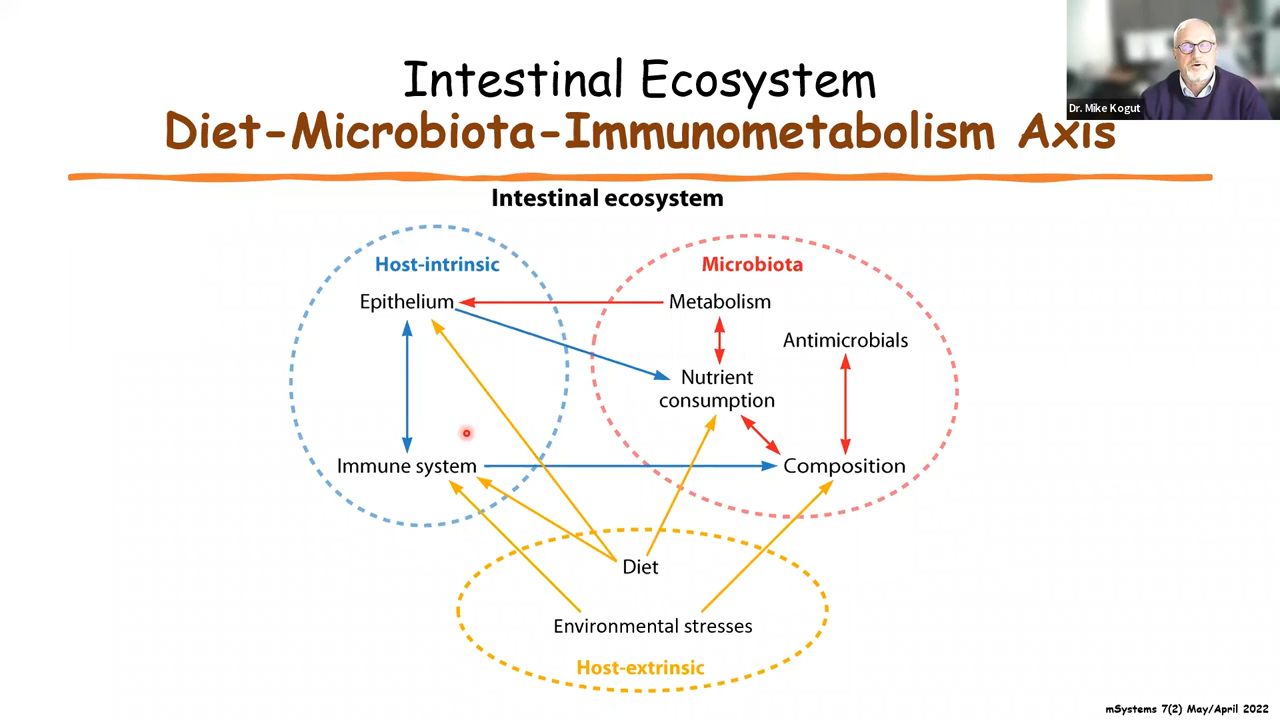 Intestinal Ecosystem
Diet-Microbiota-Immunometabolism Axis
Dr. Mike Kogut
Intestinal ecosystem
Host-intrinsic
Microbiota
Epithelium
Metabolism
Antimicrobials
Nutrient
consumption
Immune system
Composition
Diet
Environmental stresses
Host-extrinsic
mSystems 7(2) May/April 2022